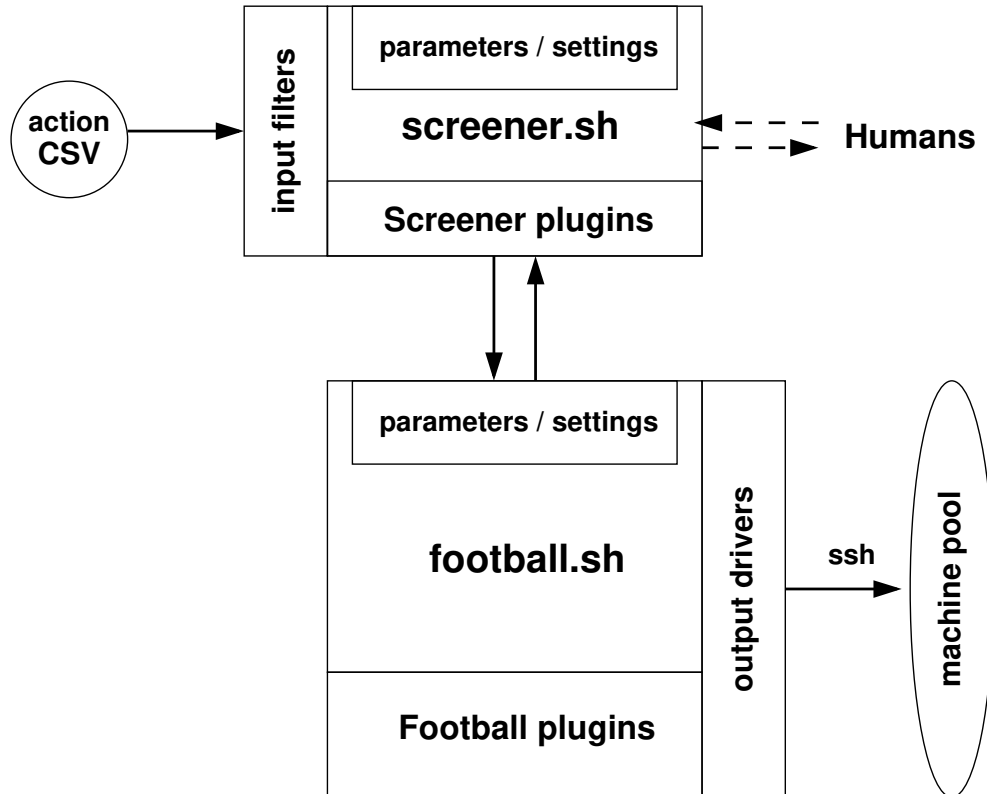 parameters / settings
action
CSV
input filters
screener.sh
Humans
Screener plugins
parameters / settings
football.sh
output drivers
ssh
machine pool
Football plugins